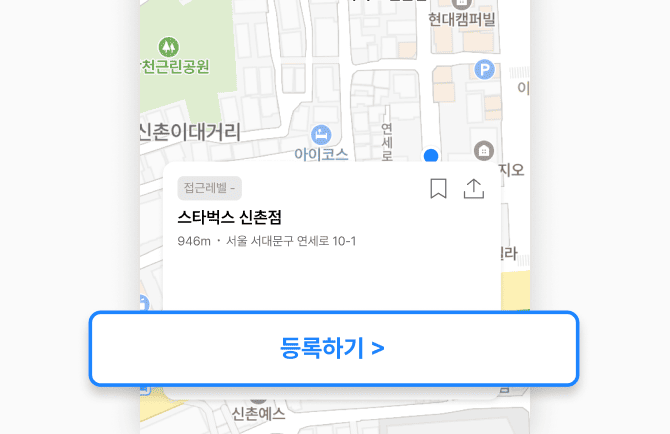 현대캠퍼빌
천근린공원
P
신촌이대거리
연세로
아이코스
지오
접근레벨 -
스타벅스 신촌점
946m · 서울 서대문구 연세로 10-1
빌라
등록하기 >
신촌예스